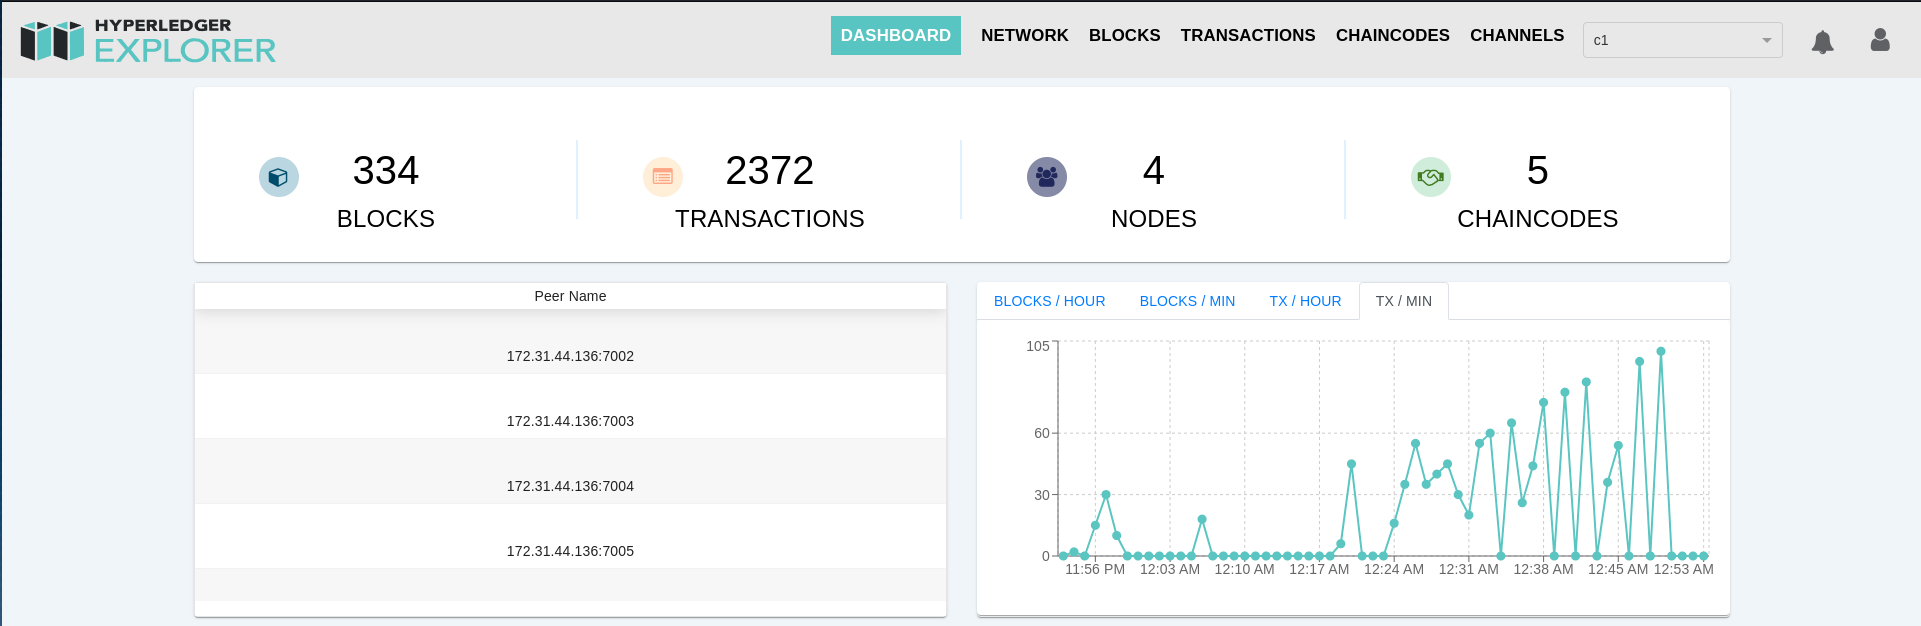 HYPERLEDGER
EXPLORER
DASHBOARD NETWORK BLOCKS TRANSACTIONS CHAINCODES CHANNELS c1
334
BLOCKS
2372
TRANSACTIONS
4
NODES
5
CHAINCODES
Peer Name
172.31.44.136:7002
172.31.44.136:7003
172.31.44.136:7004
172.31.44.136:7005
BLOCKS / HOUR BLOCKS / MIN TX / HOUR TX / MIN
105
60
30
0
11:56 PM 12:03 AM 12:10 AM 12:17 AM 12:24 AM 12:31 AM 12:38 AM 12:45 AM 12:53 AM